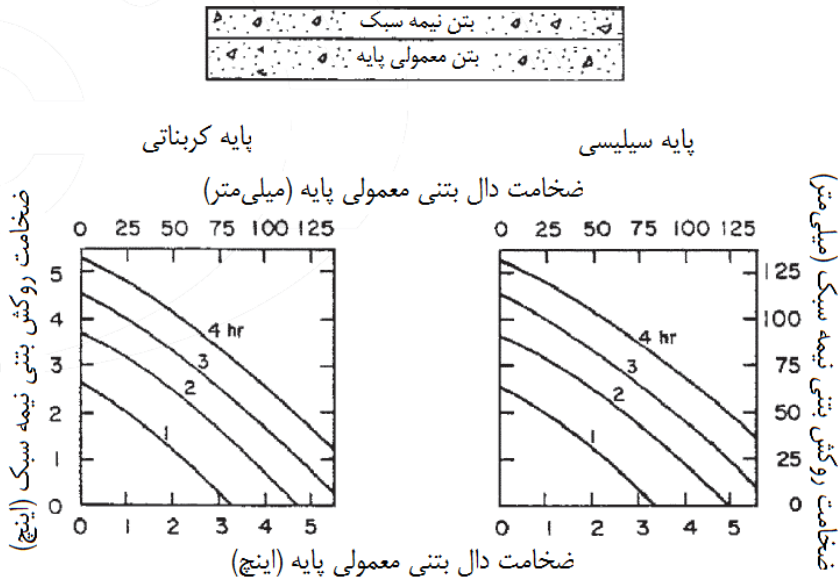 بتن نیمه سبک
بتن معمولی پایه
پایه کربناتی
پایه سیلیسی
ضخامت دال بتنی معمولی پایه (میلی‌متر)
0 25 50 75 100 125
0 25 50 75 100 125
ضخامت روکش بتنی نیمه سبک (اینچ)
5
4
3
2
1
0
4 hr
3
2
1
0 1 2 3 4 5
4 hr
3
2
1
0 1 2 3 4 5
125
100
75
50
25
0
ضخامت روکش بتنی نیمه سبک (میلی‌متر)
ضخامت دال بتنی معمولی پایه (اینچ)